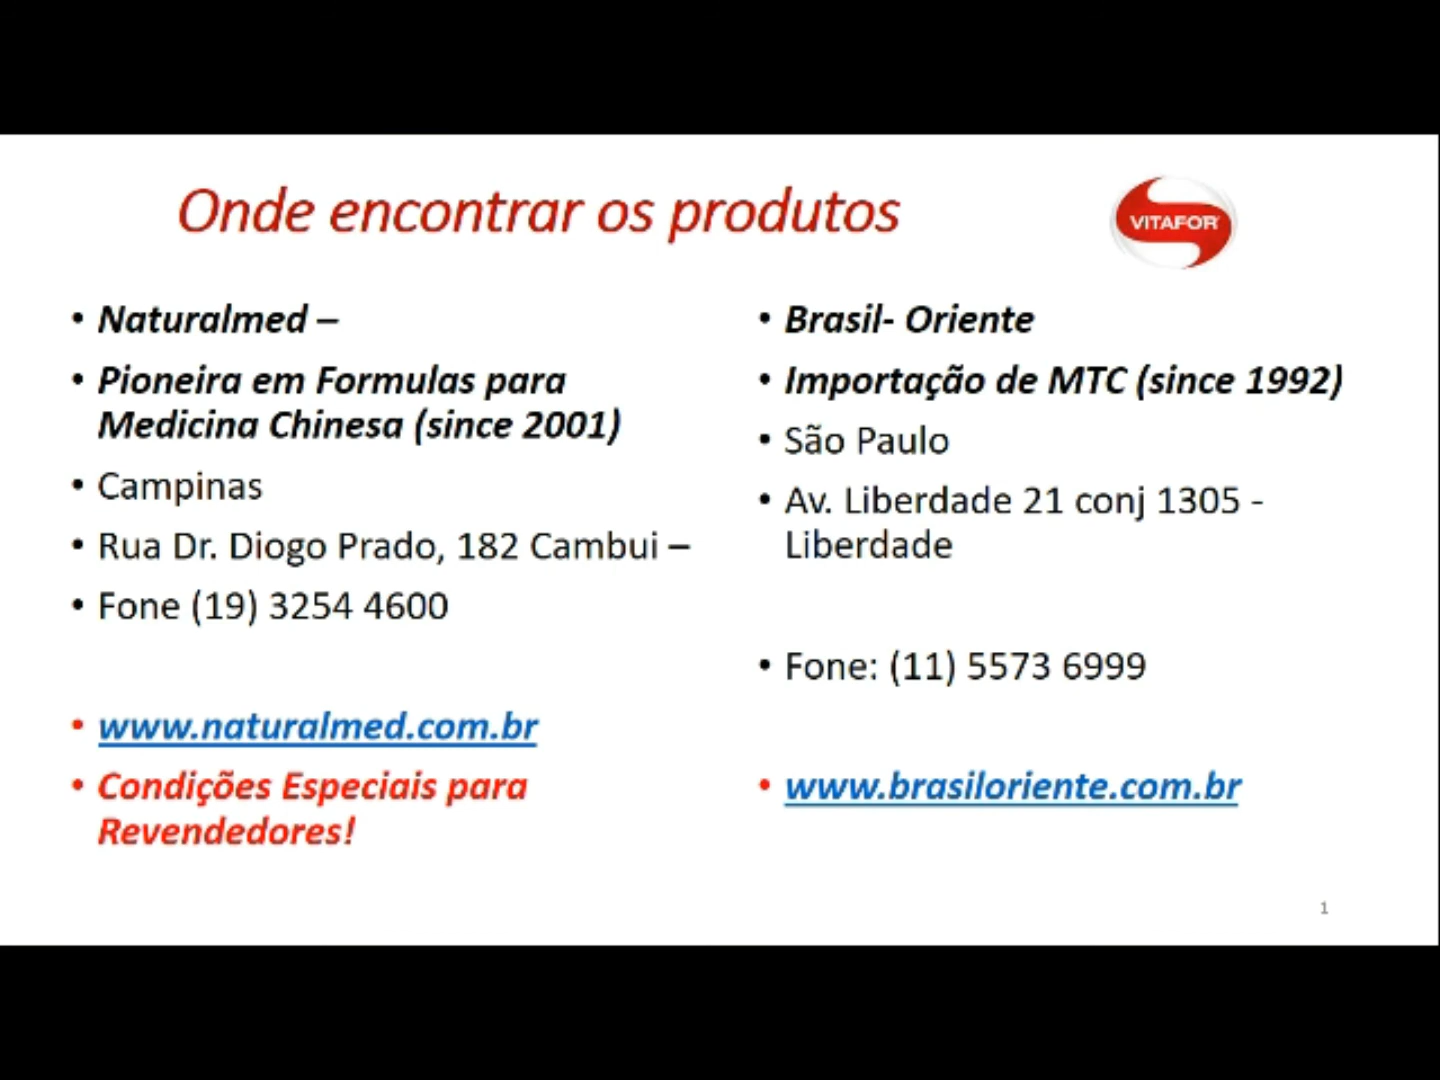 Onde encontrar os produtos
VITAFOR
• Naturalmed –
• Pioneira em Formulas para
Medicina Chinesa (since 2001)
• Campinas
• Rua Dr. Diogo Prado, 182 Cambui –
• Fone (19) 3254 4600
• www.naturalmed.com.br
• Condições Especiais para
Revendedores!
• Brasil- Oriente
• Importação de MTC (since 1992)
• São Paulo
• Av. Liberdade 21 conj 1305 -
Liberdade
• Fone: (11) 5573 6999
• www.brasiloriente.com.br
1